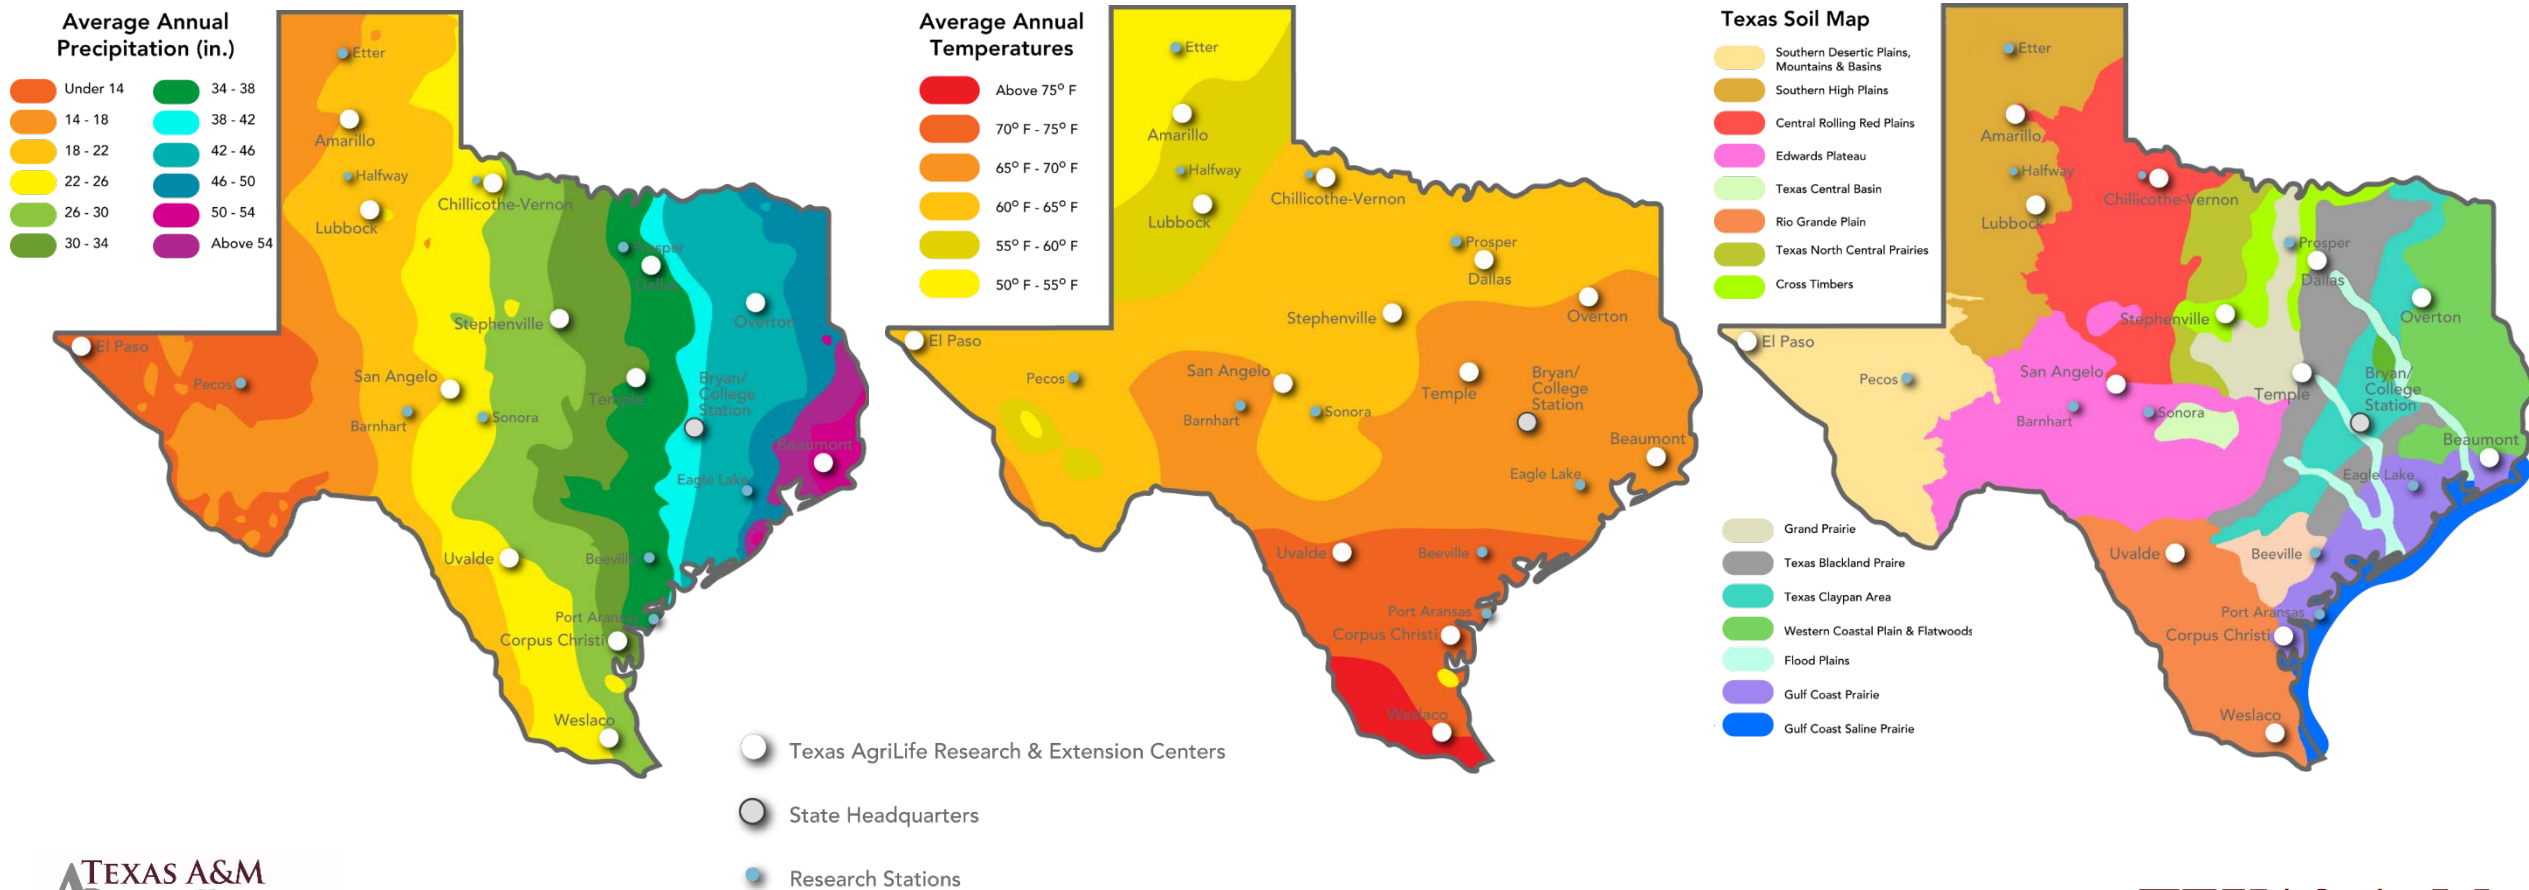 Average Annual
Precipitation (in.)
Under 14
14 - 18
18 - 22
22 - 26
26 - 30
30 - 34
34 - 38
38 - 42
42 - 46
46 - 50
50 - 54
Above 54
Etter
Amarillo
Halfway
Lubbock
Chillicothe-Vernon
Prosper
Dallas
Stephenville
Overton
El Paso
Pecos
San Angelo
Barnhart
Sonora
Temple
Bryan/
College
Station
Beaumont
Eagle Lake
Uvalde
Beeville
Port Aransas
Corpus Christi
Weslaco
Average Annual
Temperatures
Above 75° F
70° F - 75° F
65° F - 70° F
60° F - 65° F
55° F - 60° F
50° F - 55° F
Etter
Amarillo
Halfway
Lubbock
Chillicothe-Vernon
Prosper
Dallas
Stephenville
Overton
El Paso
Pecos
San Angelo
Barnhart
Sonora
Temple
Bryan/
College
Station
Beaumont
Eagle Lake
Uvalde
Beeville
Port Aransas
Corpus Christi
Weslaco
Texas Soil Map
Southern Desertic Plains,
Mountains & Basins
Southern High Plains
Central Rolling Red Plains
Edwards Plateau
Texas Central Basin
Rio Grande Plain
Texas North Central Prairies
Cross Timbers
Grand Prairie
Texas Blackland Praire
Texas Claypan Area
Western Coastal Plain & Flatwoods
Flood Plains
Gulf Coast Prairie
Gulf Coast Saline Prairie
Etter
Amarillo
Halfway
Lubbock
Chillicothe-Vernon
Prosper
Dallas
Stephenville
Overton
El Paso
Pecos
San Angelo
Barnhart
Sonora
Temple
Bryan/
College
Station
Beaumont
Eagle Lake
Uvalde
Beeville
Port Aransas
Corpus Christi
Weslaco
Texas AgriLife Research & Extension Centers
State Headquarters
Research Stations
TEXAS A&M